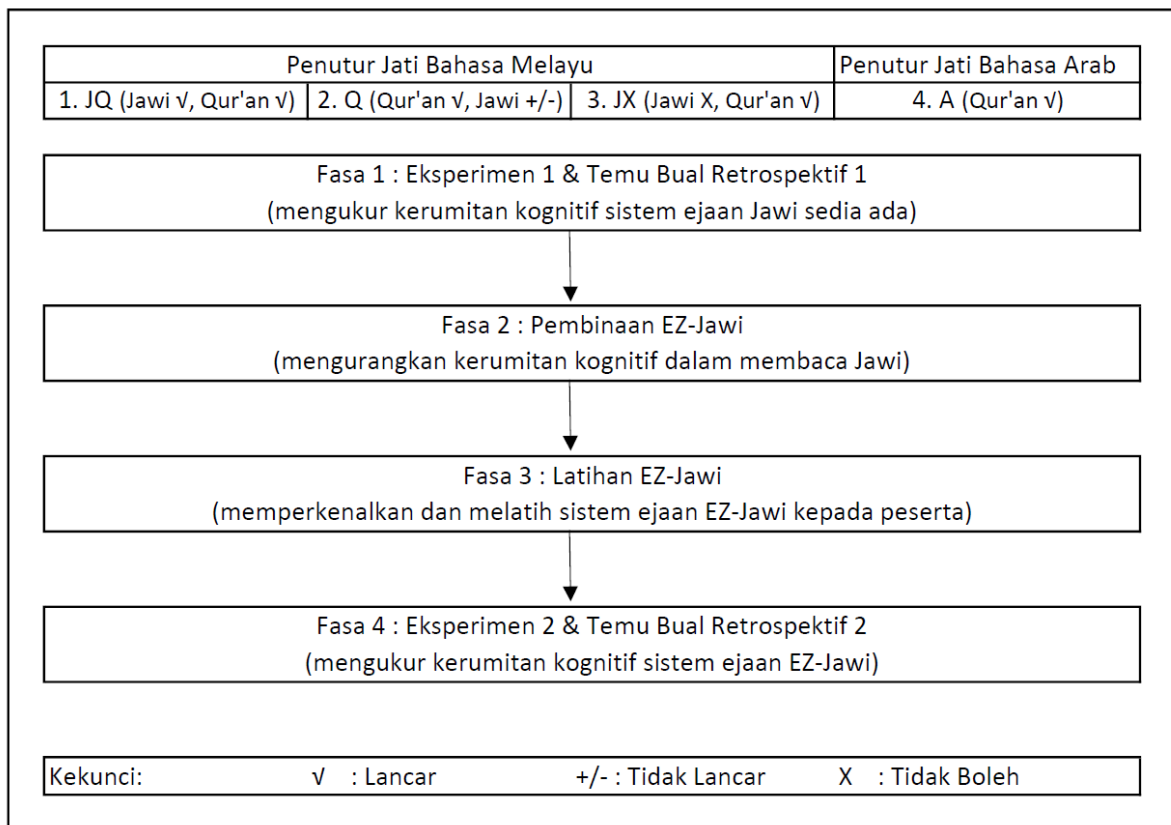 Penutur Jati Bahasa Melayu Penutur Jati Bahasa Arab
1. JQ (Jawi √, Qur'an √) 2. Q (Qur'an √, Jawi +/-) 3. JX (Jawi X, Qur'an √) 4. A (Qur'an √)
Fasa 1 : Eksperimen 1 & Temu Bual Retrospektif 1
(mengukur kerumitan kognitif sistem ejaan Jawi sedia ada)
Fasa 2 : Pembinaan EZ-Jawi
(mengurangkan kerumitan kognitif dalam membaca Jawi)
Fasa 3 : Latihan EZ-Jawi
(memperkenalkan dan melatih sistem ejaan EZ-Jawi kepada peserta)
Fasa 4 : Eksperimen 2 & Temu Bual Retrospektif 2
(mengukur kerumitan kognitif sistem ejaan EZ-Jawi)
Kekunci: √ : Lancar +/- : Tidak Lancar X : Tidak Boleh